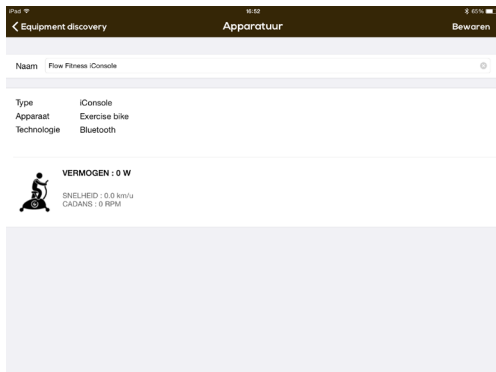 iPad 16:52 65%
Equipment discovery Apparatuur Bewaren
Naam Flow Fitness iConsole
Type iConsole
Apparaat Exercise bike
Technologie Bluetooth
VERMOGEN : 0 W
SNELHEID : 0.0 km/u
CADANS : 0 RPM